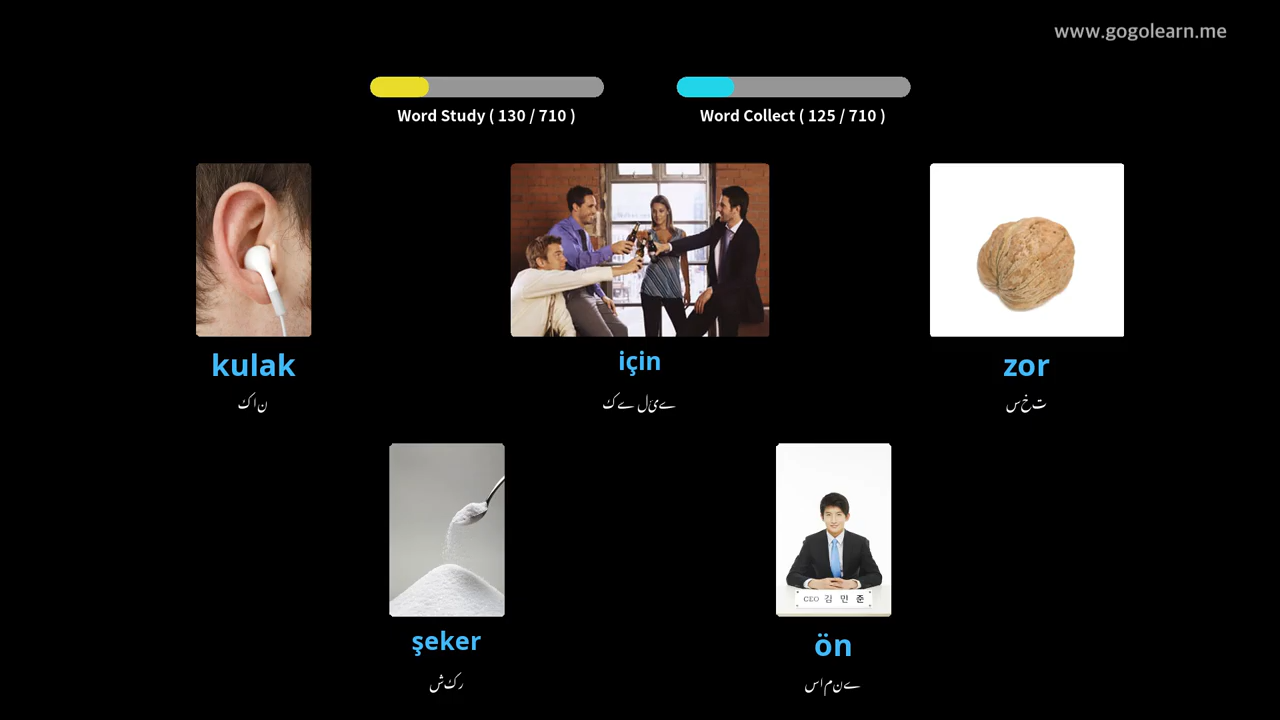 www.gogolearn.me
Word Study ( 130 / 710 )
Word Collect ( 125 / 710 )
kulak
کان
için
کے لئے
zor
سخت
şeker
شکر
CEO 김 민 준
ön
سامنے